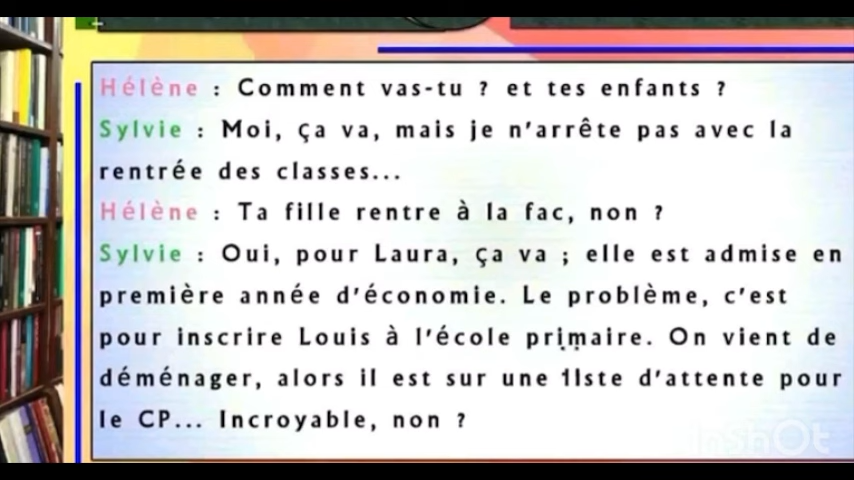 Hélène : Comment vas-tu ? et tes enfants ?
Sylvie : Moi, ça va, mais je n'arrête pas avec la
rentrée des classes...
Hélène : Ta fille rentre à la fac, non ?
Sylvie : Oui, pour Laura, ça va ; elle est admise en
première année d'économie. Le problème, c'est
pour inscrire Louis à l'école primaire. On vient de
déménager, alors il est sur une 1lste d'attente pour
le CP... Incroyable, non ?
InShOt